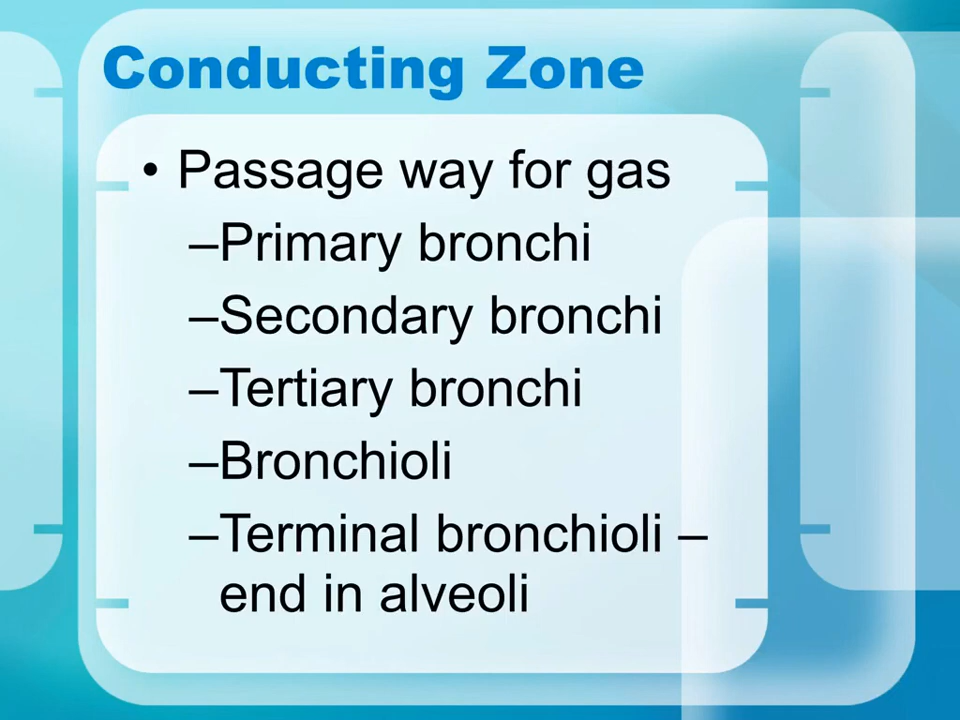 Conducting Zone
• Passage way for gas
–Primary bronchi
–Secondary bronchi
–Tertiary bronchi
–Bronchioli
–Terminal bronchioli –
end in alveoli